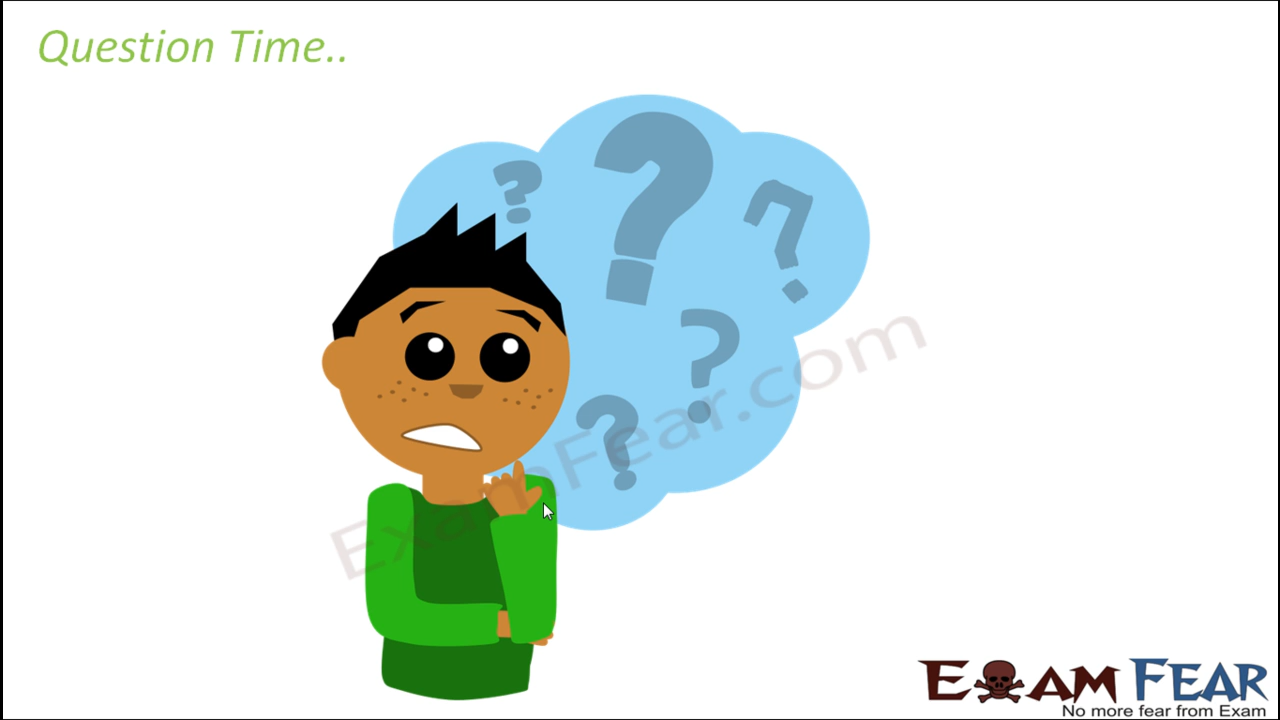 Question Time..
? ? ?
?
?
ExamFear.com
EXAM FEAR
No more fear from Exam